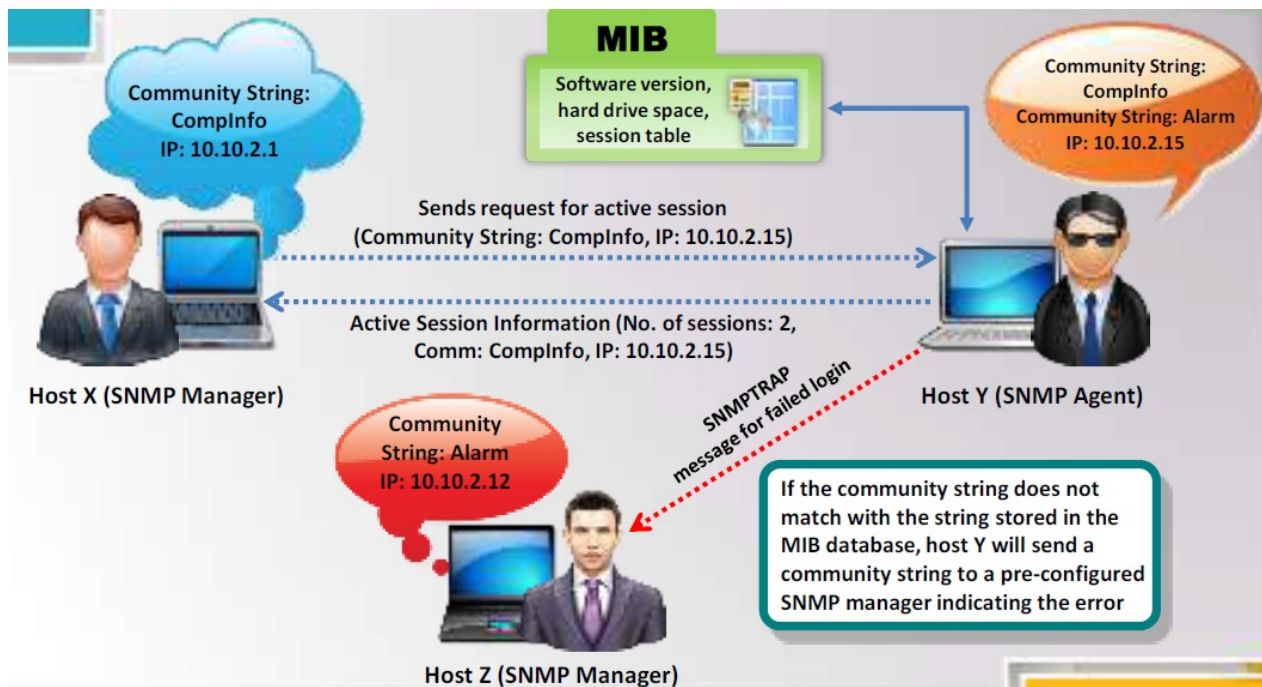 MIB
Software version,
hard drive space,
session table
Community String:
CompInfo
IP: 10.10.2.1
Community String:
CompInfo
Community String: Alarm
IP: 10.10.2.15
Sends request for active session
(Community String: CompInfo, IP: 10.10.2.15)
Active Session Information (No. of sessions: 2,
Comm: CompInfo, IP: 10.10.2.15)
Host X (SNMP Manager)
Host Y (SNMP Agent)
SNMPTRAP
message for failed login
Community
String: Alarm
IP: 10.10.2.12
Host Z (SNMP Manager)
If the community string does not
match with the string stored in the
MIB database, host Y will send a
community string to a pre-configured
SNMP manager indicating the error